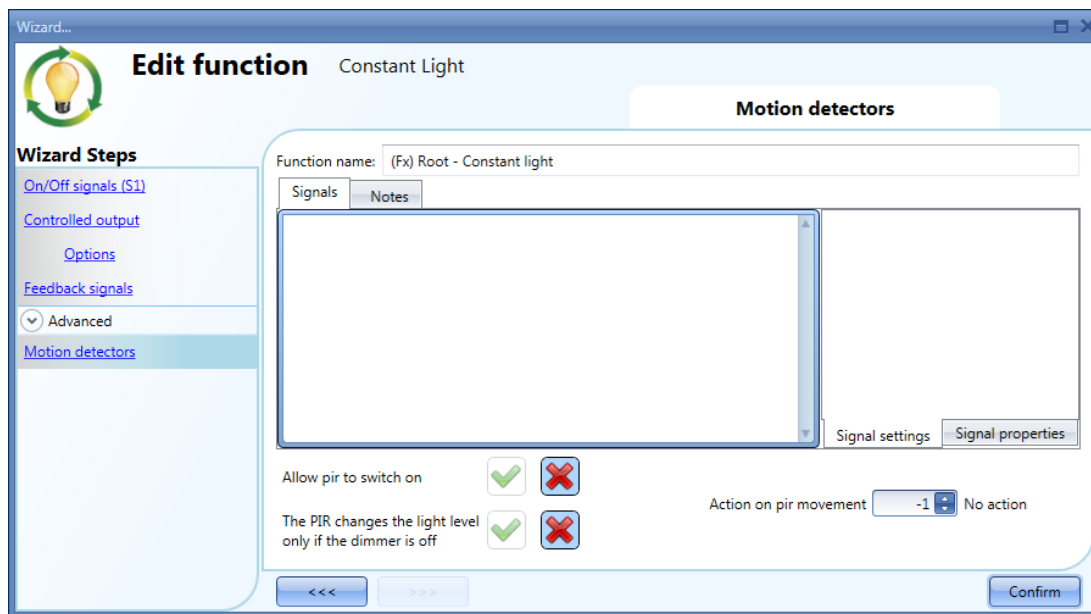 Wizard...
Edit function
Constant Light
Motion detectors
Wizard Steps
On/Off signals (S1)
Controlled output
Options
Feedback signals
Advanced
Motion detectors
Function name:
(Fx) Root - Constant light
Signals
Notes
Signal settings
Signal properties
Allow pir to switch on
The PIR changes the light level
only if the dimmer is off
Action on pir movement
-1
No action
<<<
>>>
Confirm